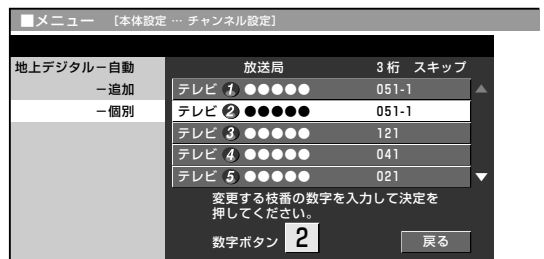 ■メニュー [本体設定 … チャンネル設定]
地上デジタルー自動 放送局 3桁 スキップ
ー追加 テレビ 1 ●●●●● 051-1 ▲
ー個別 テレビ 2 ●●●●● 051-1
テレビ 3 ●●●●● 121
テレビ 4 ●●●●● 041
テレビ 5 ●●●●● 021 ▼
変更する枝番の数字を入力して決定を
押してください。
数字ボタン 2 戻る